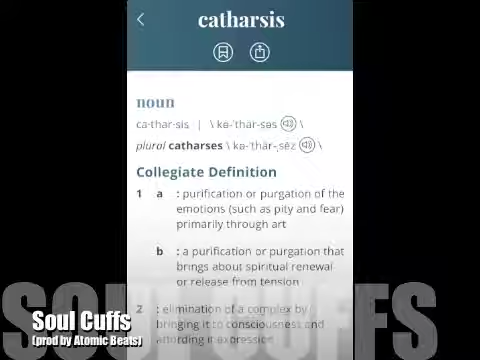 catharsis
noun
ca·thar·sis | \ kə-ˈthär-səs \
plural catharses \ kə-ˈthär-ˌsēz \
Collegiate Definition
1 a : purification or purgation of the
emotions (such as pity and fear)
primarily through art
b : a purification or purgation that
brings about spiritual renewal
or release from tension
2 : elimination of a complex by
bringing it to consciousness and
affording it expression
SOUL CUFFS
Soul Cuffs
(prod by Atomic Beats)